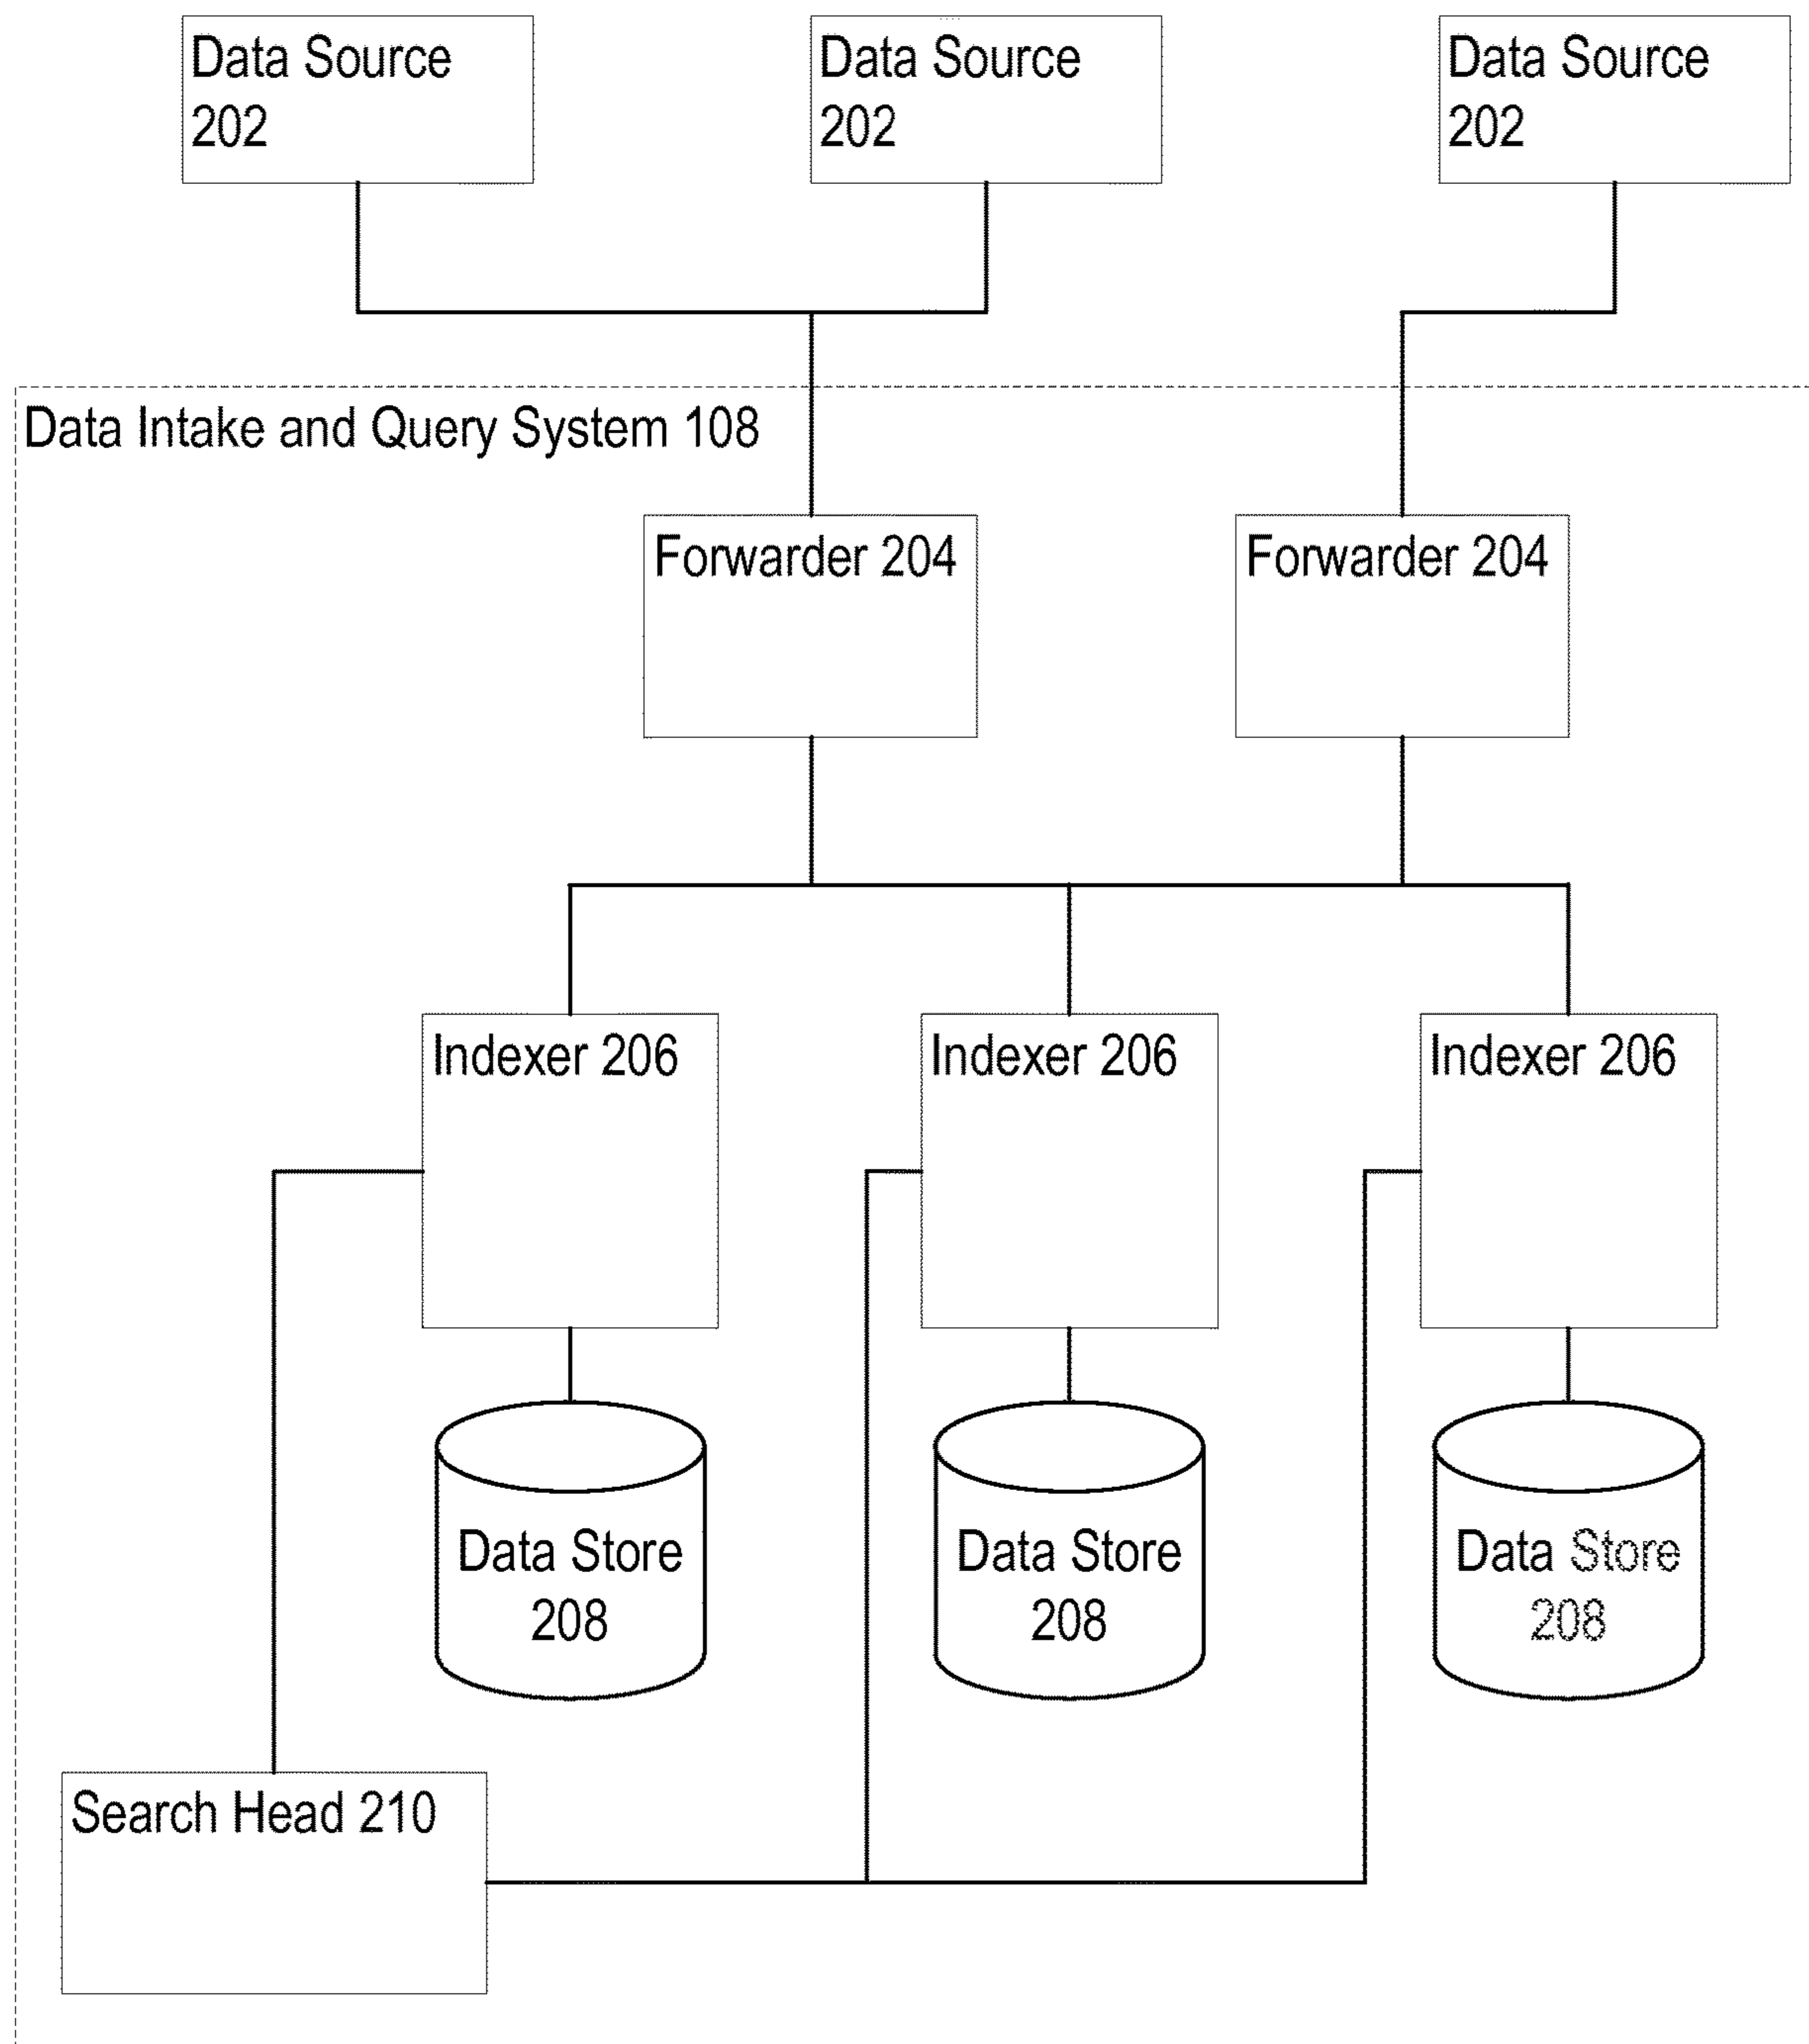 Data Source
202
Data Source
202
Data Source
202
Data Intake and Query System 108
Forwarder 204
Forwarder 204
Indexer 206
Indexer 206
Indexer 206
Data Store
208
Data Store
208
Data Store
208
Search Head 210